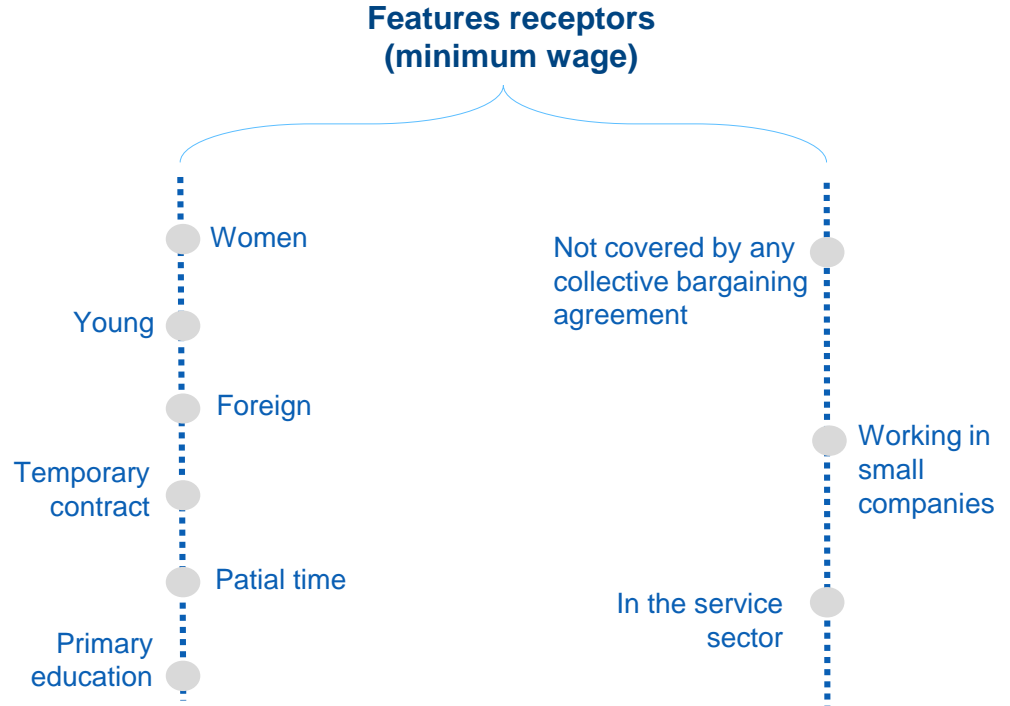 Features receptors
(minimum wage)
Women
Young
Foreign
Temporary
contract
Patial time
Primary
education
Not covered by any
collective bargaining
agreement
Working in
small
companies
In the service
sector